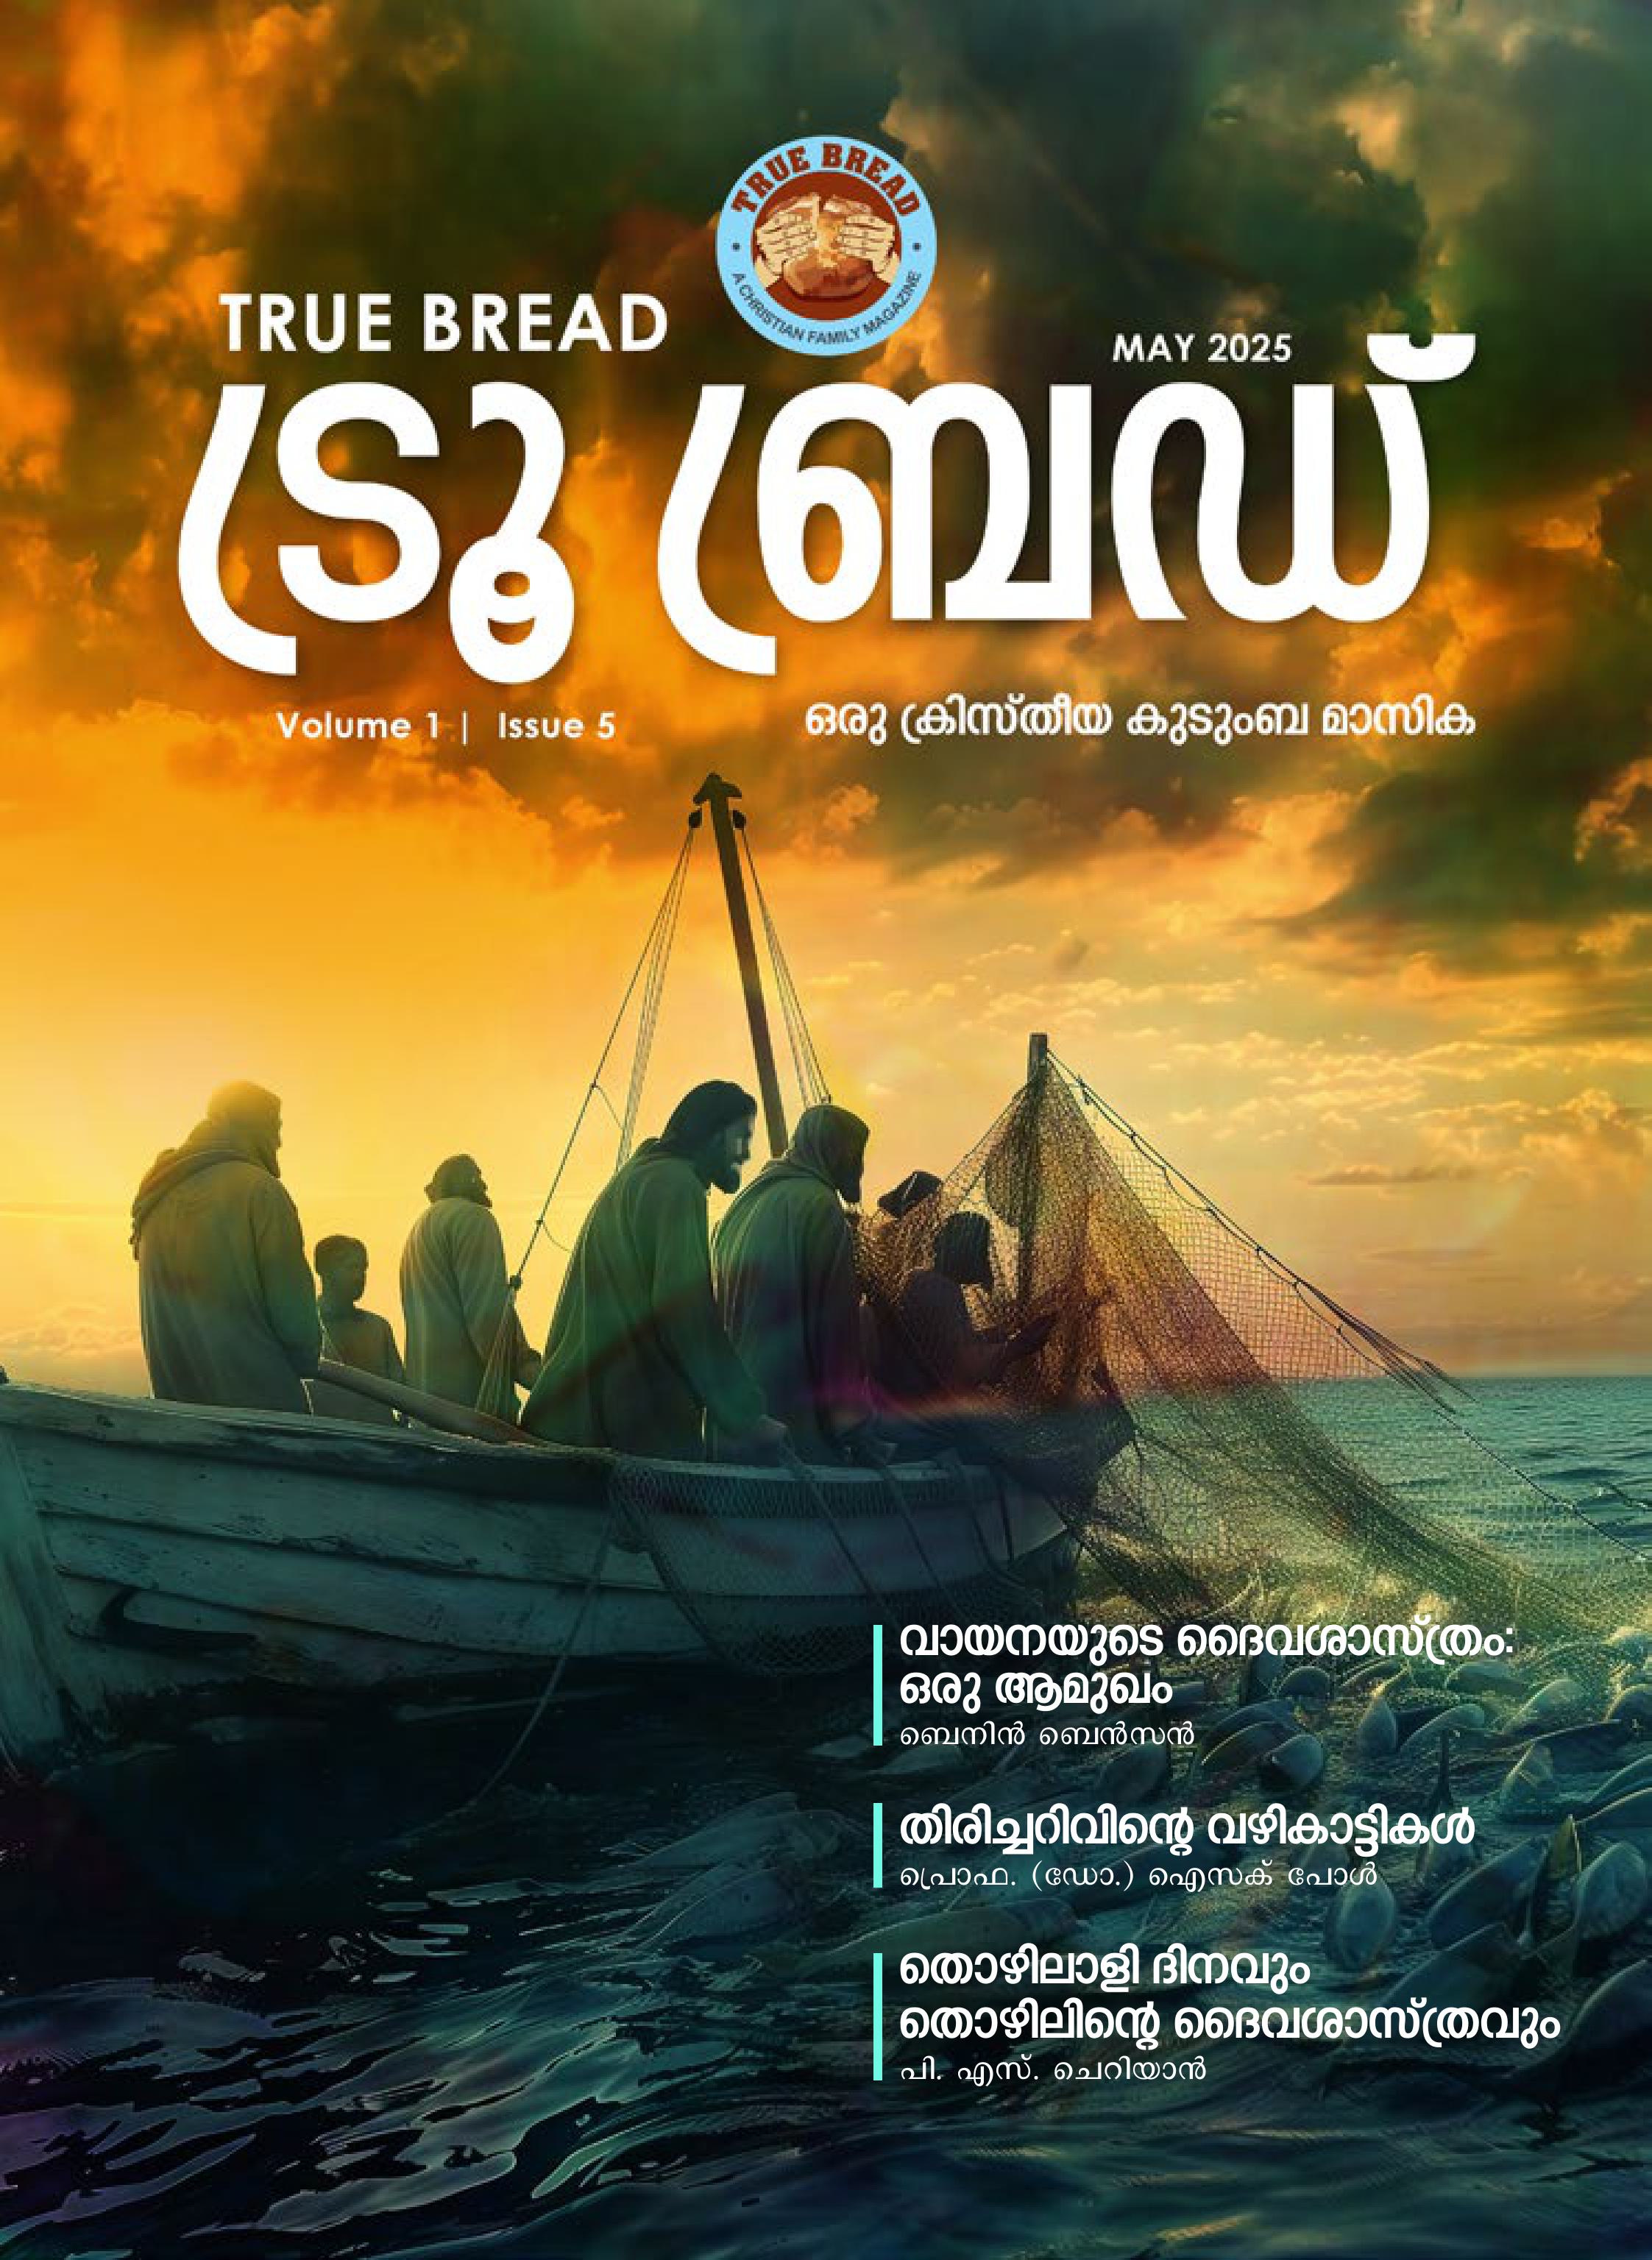 TRUE BREAD
A CHRISTIAN FAMILY MAGAZINE
TRUE BREAD
MAY 2025
ട്രൂ ബ്രഡ്
Volume 1 | Issue 5
ഒരു ക്രിസ്തീയ കുടുംബ മാസിക
വായനയുടെ ദൈവശാസ്ത്രം:
ഒരു ആമുഖം
ബെനിൻ ബെൻസൻ
തിരിച്ചറിവിന്റെ വഴികാട്ടികൾ
പ്രൊഫ. (ഡോ.) ഐസക് പോൾ
തൊഴിലാളി ദിനവും
തൊഴിലിന്റെ ദൈവശാസ്ത്രവും
പി. എസ്. ചെറിയാൻ